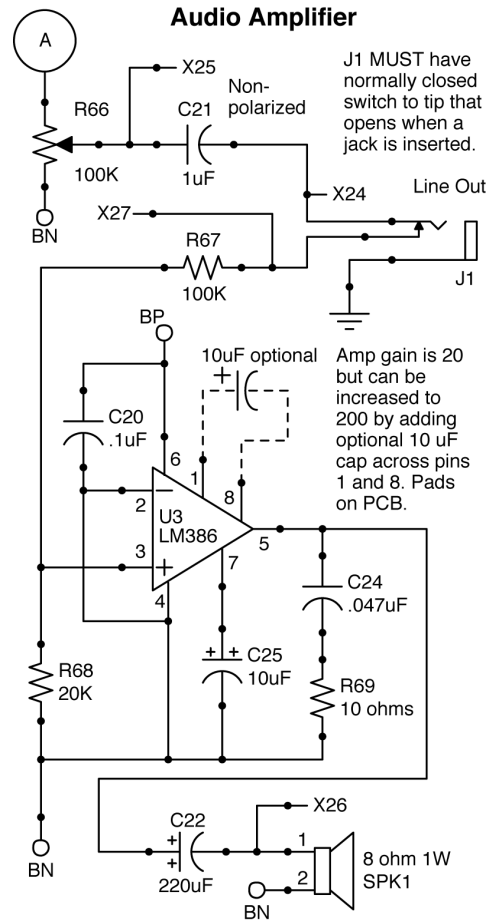 Audio Amplifier
A
J1 MUST have
normally closed
switch to tip that
opens when a
jack is inserted.
X25
Non-
polarized
R66
C21
100K
1uF
X24
Line Out
X27
BN
R67
J1
100K
BP
10uF optional
Amp gain is 20
but can be
increased to
200 by adding
optional 10 uF
cap across pins
1 and 8. Pads
on PCB.
+
C20
.1uF
6
1
8
2
−
U3
LM386
5
3
+
7
4
C24
.047uF
+ +
C25
10uF
R68
20K
R69
10 ohms
X26
C22
+
+
220uF
1
2
8 ohm 1W
SPK1
BN
BN